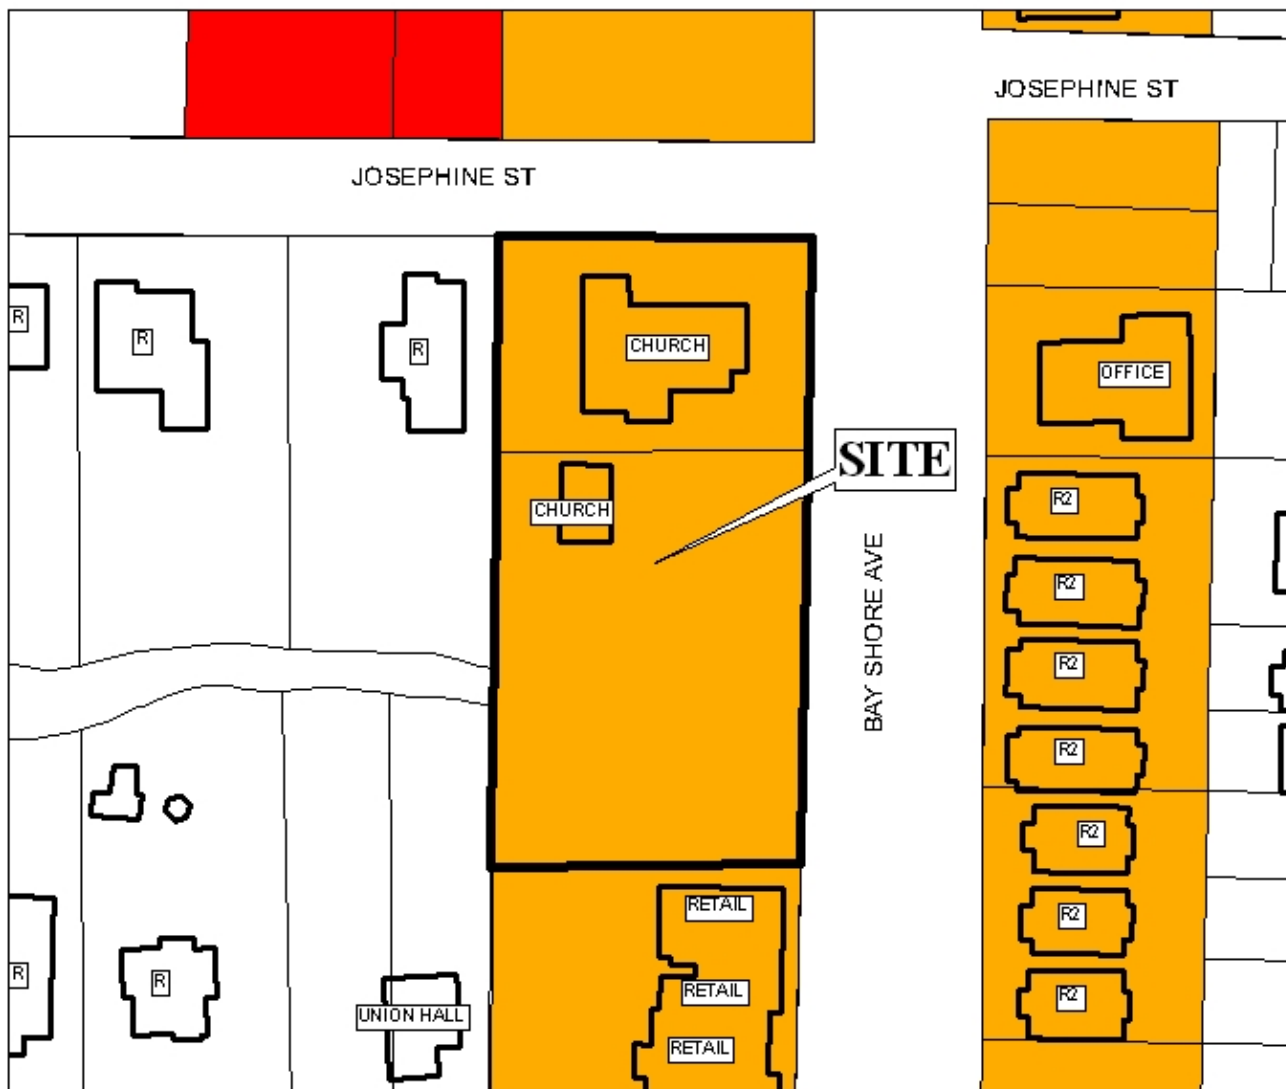 JOSEPHINE ST
JOSEPHINE ST
R
R
R
CHURCH
OFFICE
SITE
CHURCH
R2
BAY SHORE AVE
R2
R2
R2
R2
RETAIL
R2
R
R
RETAIL
R2
UNION HALL
RETAIL